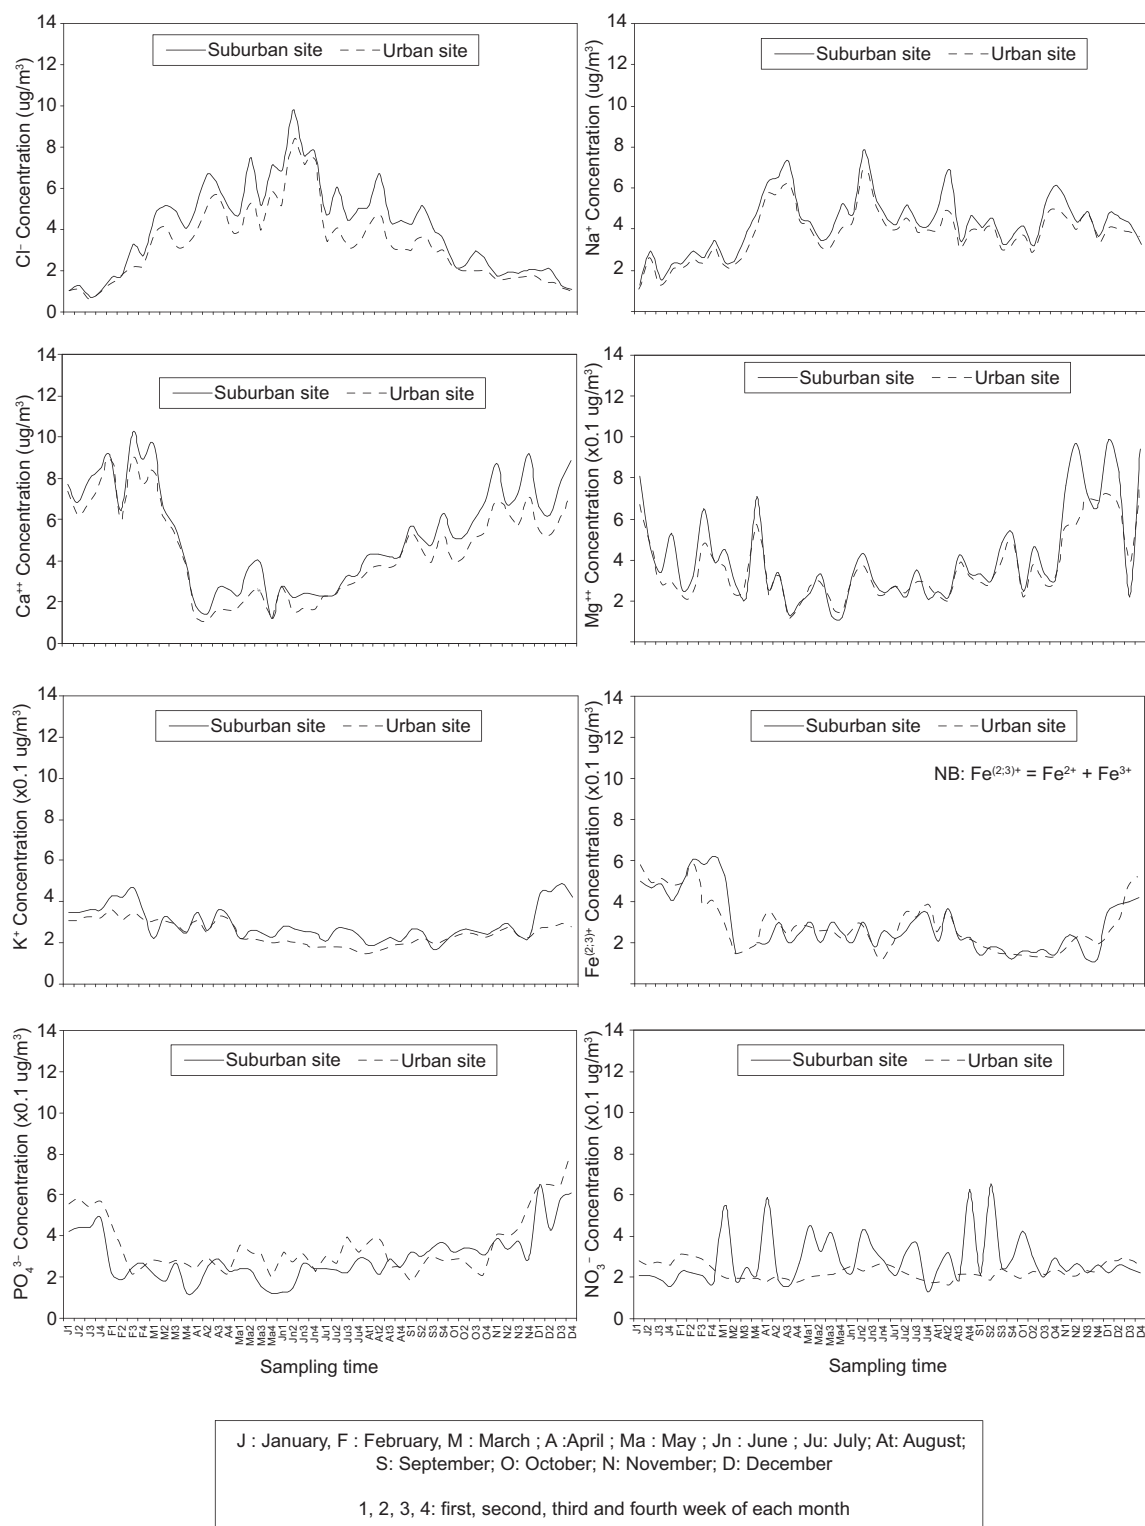 Cl⁻ Concentration (ug/m³)
14
12
10
8
6
4
2
0
Suburban site Urban site
Na⁺ Concentration (ug/m³)
14
12
10
8
6
4
2
Suburban site Urban site
Ca⁺⁺ Concentration (ug/m³)
14
12
10
8
6
4
2
0
Suburban site Urban site
Mg⁺⁺ Concentration (x0.1 ug/m³)
14
12
10
8
6
4
2
Suburban site Urban site
K⁺ Concentration (x0.1 ug/m³)
14
12
10
8
6
4
2
0
Suburban site Urban site
Fe⁽²;³⁾⁺ Concentration (x0.1 ug/m³)
14
12
10
8
6
4
2
Suburban site Urban site
NB: Fe⁽²;³⁾⁺ = Fe²⁺ + Fe³⁺
PO₄³⁻ Concentration (x0.1 ug/m³)
14
12
10
8
6
4
2
0
Suburban site Urban site
J1 J2 J3 J4 F1 F2 F3 F4 M1 M2 M3 M4 A1 A2 A3 A4 Ma1 Ma2 Ma3 Ma4 Jn1 Jn2 Jn3 Jn4 Ju1 Ju2 Ju3 Ju4 At1 At2 At3 At4 S1 S2 S3 S4 O1 O2 O3 O4 N1 N2 N3 N4 D1 D2 D3 D4
Sampling time
NO₃⁻ Concentration (x0.1 ug/m³)
14
12
10
8
6
4
2
0
Suburban site Urban site
J1 J2 J3 J4 F1 F2 F3 F4 M1 M2 M3 M4 A1 A2 A3 A4 Ma1 Ma2 Ma3 Ma4 Jn1 Jn2 Jn3 Jn4 Ju1 Ju2 Ju3 Ju4 At1 At2 At3 At4 S1 S2 S3 S4 O1 O2 O3 O4 N1 N2 N3 N4 D1 D2 D3 D4
Sampling time
J : January, F : February, M : March ; A :April ; Ma : May ; Jn : June ; Ju: July; At: August;
S: September; O: October; N: November; D: December
1, 2, 3, 4: first, second, third and fourth week of each month